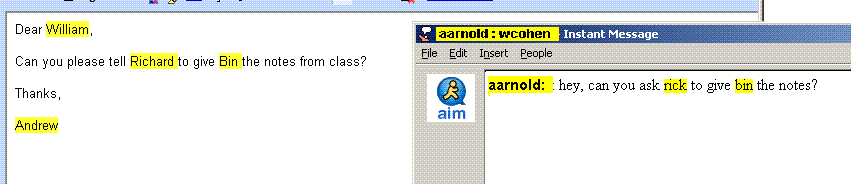 Dear William,
Can you please tell Richard to give Bin the notes from class?
Thanks,
Andrew
aarnold : wcohen - Instant Message
File Edit Insert People
aim
aarnold: : hey, can you ask rick to give bin the notes?